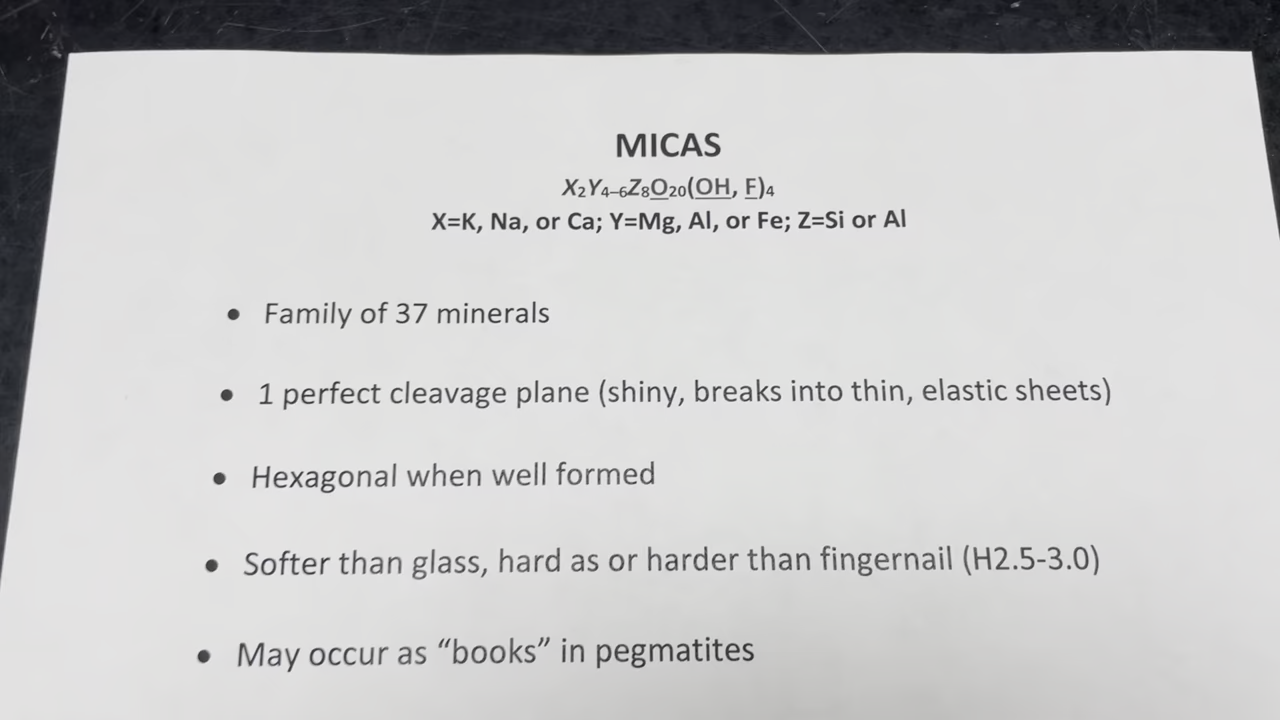 MICAS
X₂Y₄₋₆Z₈O₂₀(OH, F)₄
X=K, Na, or Ca; Y=Mg, Al, or Fe; Z=Si or Al
• Family of 37 minerals
• 1 perfect cleavage plane (shiny, breaks into thin, elastic sheets)
• Hexagonal when well formed
• Softer than glass, hard as or harder than fingernail (H2.5-3.0)
• May occur as “books” in pegmatites